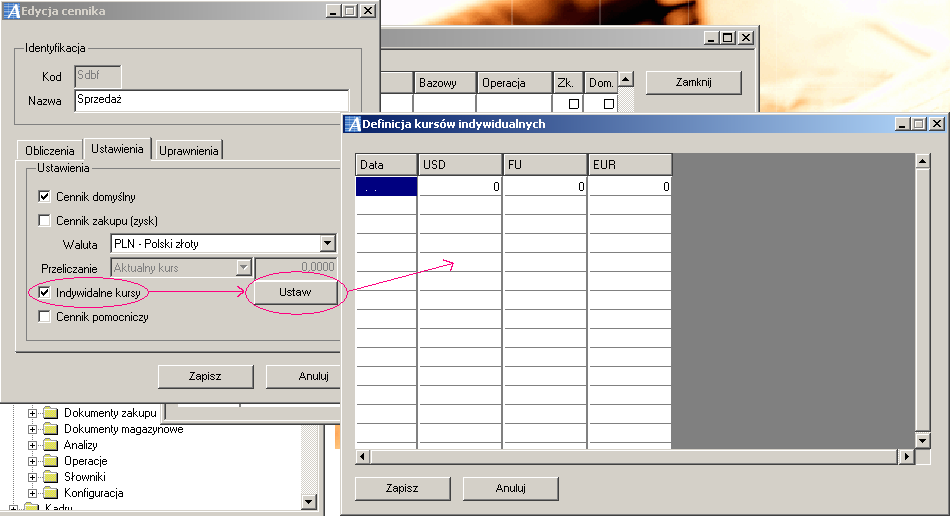 Edycja cennika
Identyfikacja
Kod Sdbf
Nazwa Sprzedaż
Obliczenia Ustawienia Uprawnienia
Ustawienia
Cennik domyślny
Cennik zakupu (zysk)
Waluta PLN - Polski złoty
Przeliczanie Aktualny kurs 0.0000
Indywidalne kursy Ustaw
Cennik pomocniczy
Zapisz Anuluj
Bazowy Operacja Zk. Dom.
Zamknij
Definicja kursów indywidualnych
Data USD FU EUR
. . 0 0 0
Zapisz Anuluj
Dokumenty zakupu
Dokumenty magazynowe
Analizy
Operacje
Słowniki
Konfiguracja
Kadry